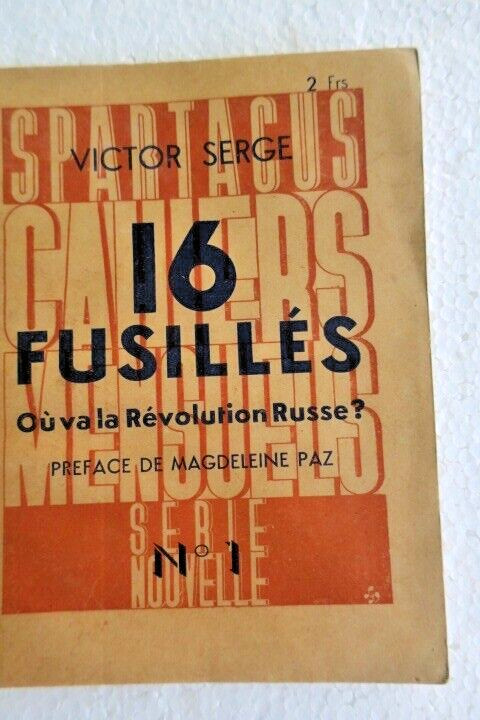 2 Frs
SPARTACUS
VICTOR SERGE
CAHIERS
16
FUSILLÉS
Où va la Révolution Russe?
MENSUELS
PREFACE DE MAGDELEINE PAZ
SERIE
N° 1
NOUVELLE